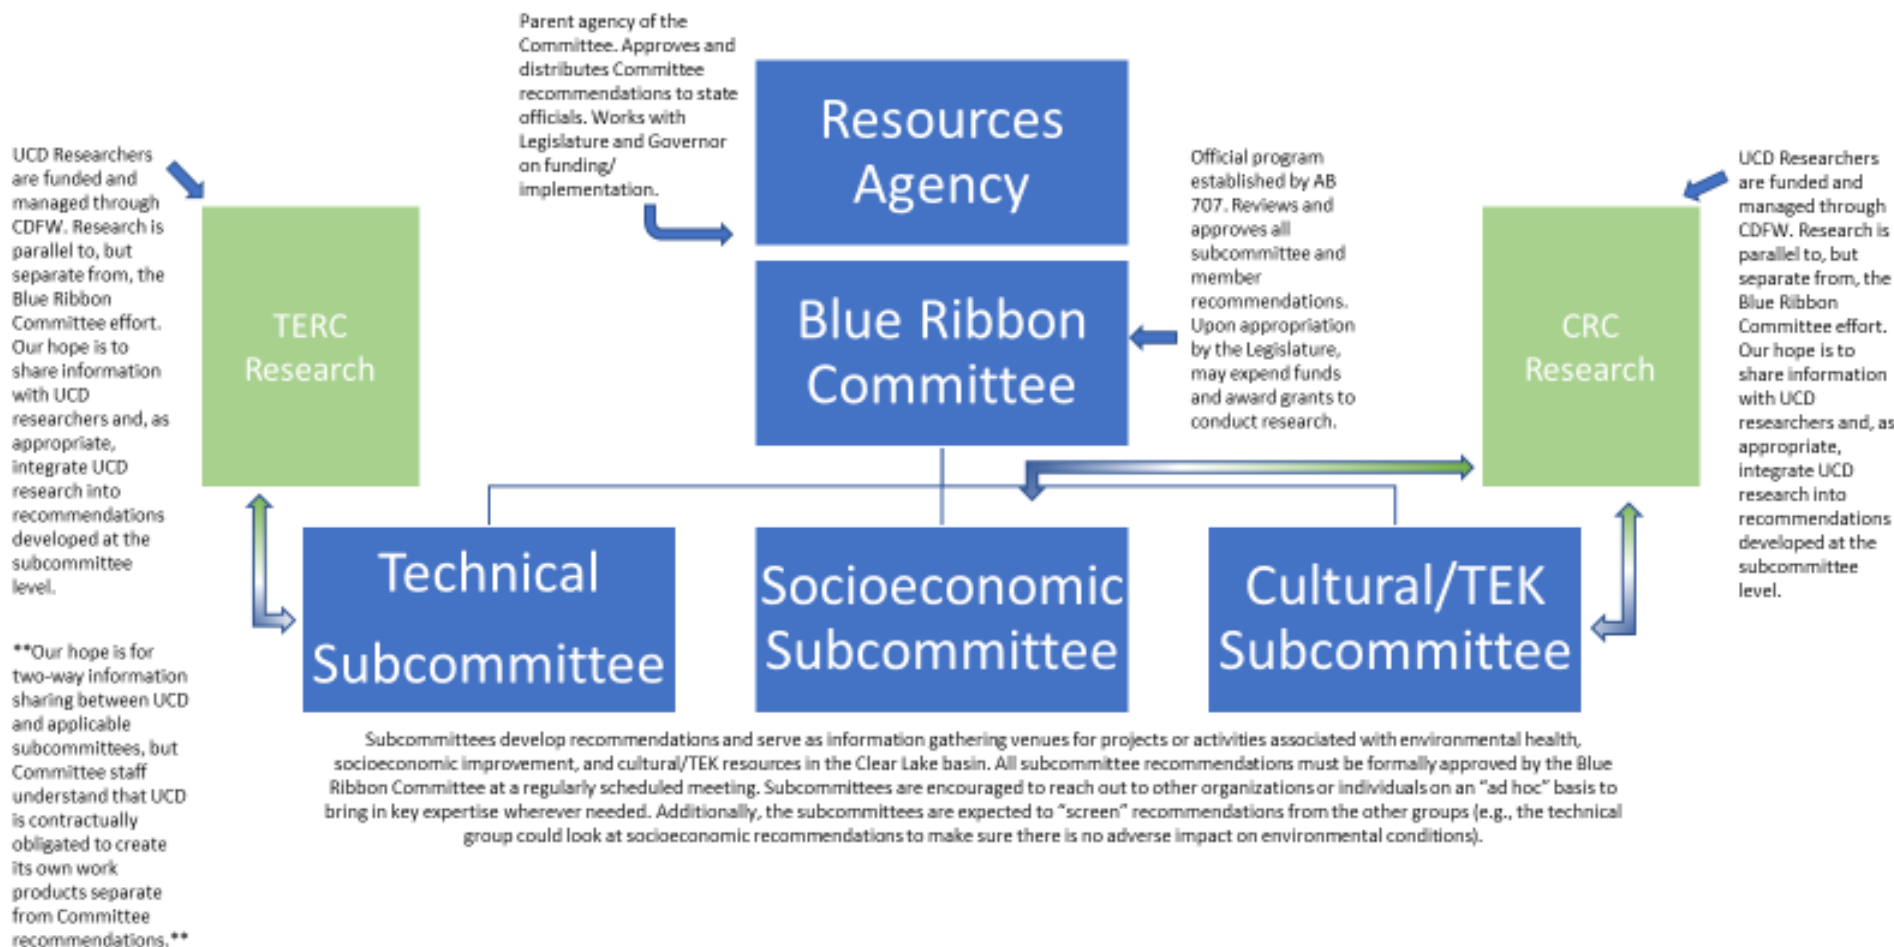 Parent agency of the
Committee. Approves and
distributes Committee
recommendations to state
officials. Works with
Legislature and Governor
on funding/
implementation.
Resources
Agency
UCD Researchers
are funded and
managed through
CDFW. Research is
parallel to, but
separate from, the
Blue Ribbon
Committee effort.
Our hope is to
share information
with UCD
researchers and, as
appropriate,
integrate UCD
research into
recommendations
developed at the
subcommittee
level.
TERC
Research
Blue Ribbon
Committee
Official program
established by AB
707. Reviews and
approves all
subcommittee and
member
recommendations.
Upon appropriation
by the Legislature,
may expend funds
and award grants to
conduct research.
CRC
Research
UCD Researchers
are funded and
managed through
CDFW. Research is
parallel to, but
separate from, the
Blue Ribbon
Committee effort.
Our hope is to
share information
with UCD
researchers and, as
appropriate,
integrate UCD
research into
recommendations
developed at the
subcommittee
level.
Technical
Subcommittee
Socioeconomic
Subcommittee
Cultural/TEK
Subcommittee
**Our hope is for
two-way information
sharing between UCD
and applicable
subcommittees, but
Committee staff
understand that UCD
is contractually
obligated to create
its own work
products separate
from Committee
recommendations.**
Subcommittees develop recommendations and serve as information gathering venues for projects or activities associated with environmental health,
socioeconomic improvement, and cultural/TEK resources in the Clear Lake basin. All subcommittee recommendations must be formally approved by the Blue
Ribbon Committee at a regularly scheduled meeting. Subcommittees are encouraged to reach out to other organizations or individuals on an "ad hoc" basis to
bring in key expertise wherever needed. Additionally, the subcommittees are expected to "screen" recommendations from the other groups (e.g., the technical
group could look at socioeconomic recommendations to make sure there is no adverse impact on environmental conditions).